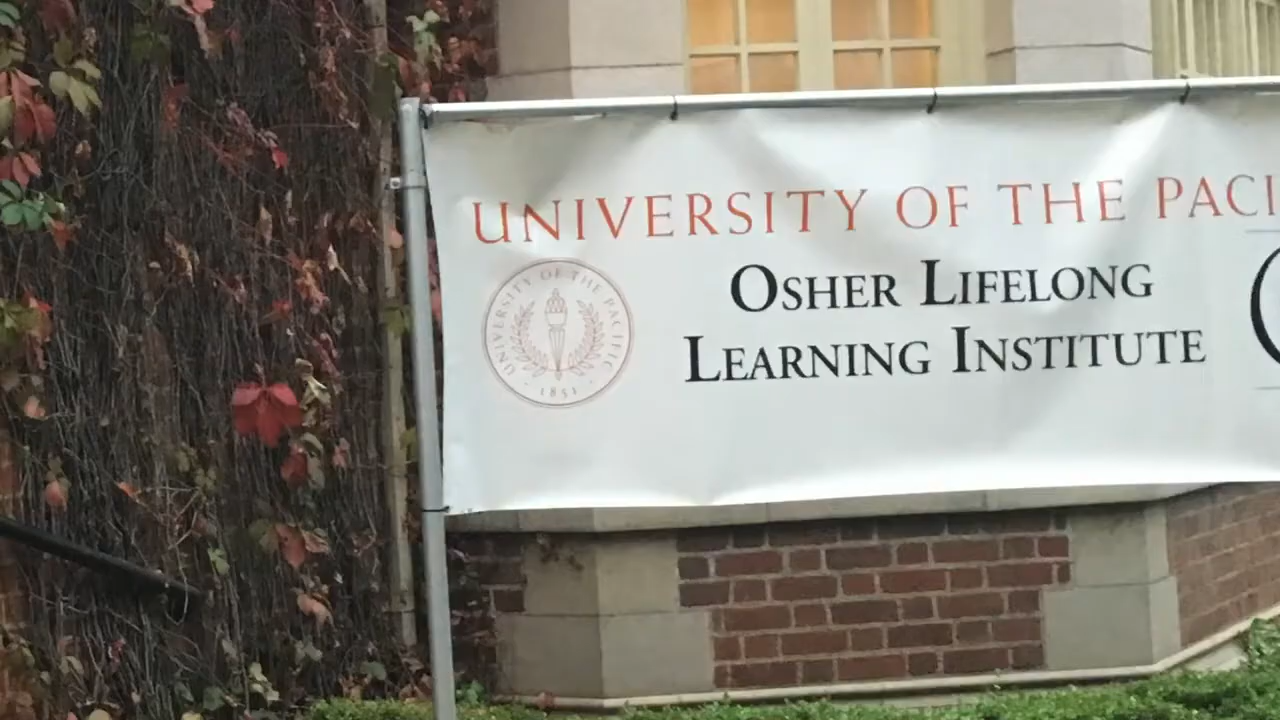 UNIVERSITY OF THE PACI
OSHER LIFELONG
LEARNING INSTITUTE
UNIVERSITY OF THE PACIFIC
1851